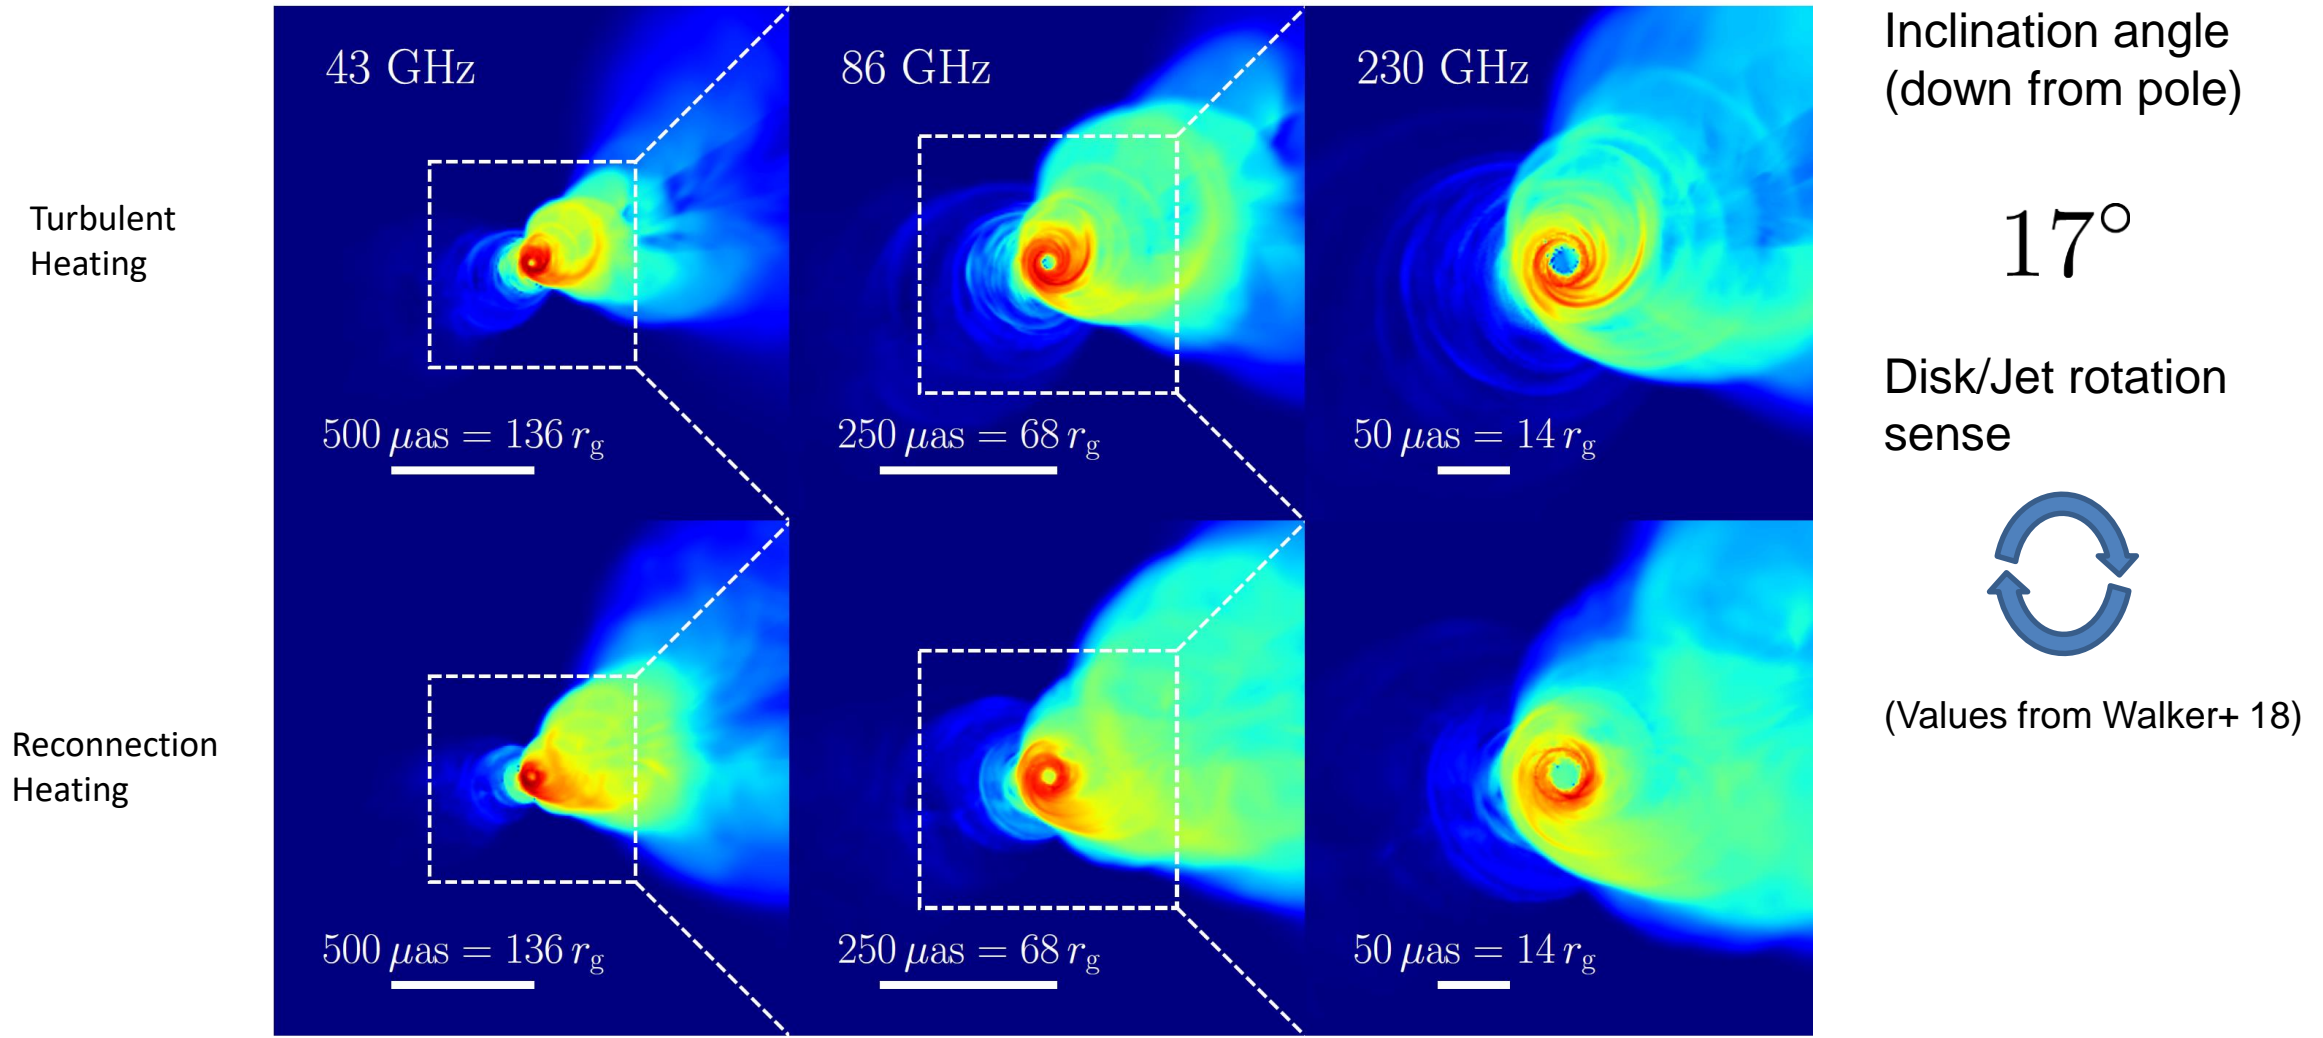 43 GHz
86 GHz
230 GHz
Turbulent
Heating
500 μas = 136 r_g
250 μas = 68 r_g
50 μas = 14 r_g
Reconnection
Heating
500 μas = 136 r_g
250 μas = 68 r_g
50 μas = 14 r_g
Inclination angle
(down from pole)
17°
Disk/Jet rotation
sense
(Values from Walker+ 18)